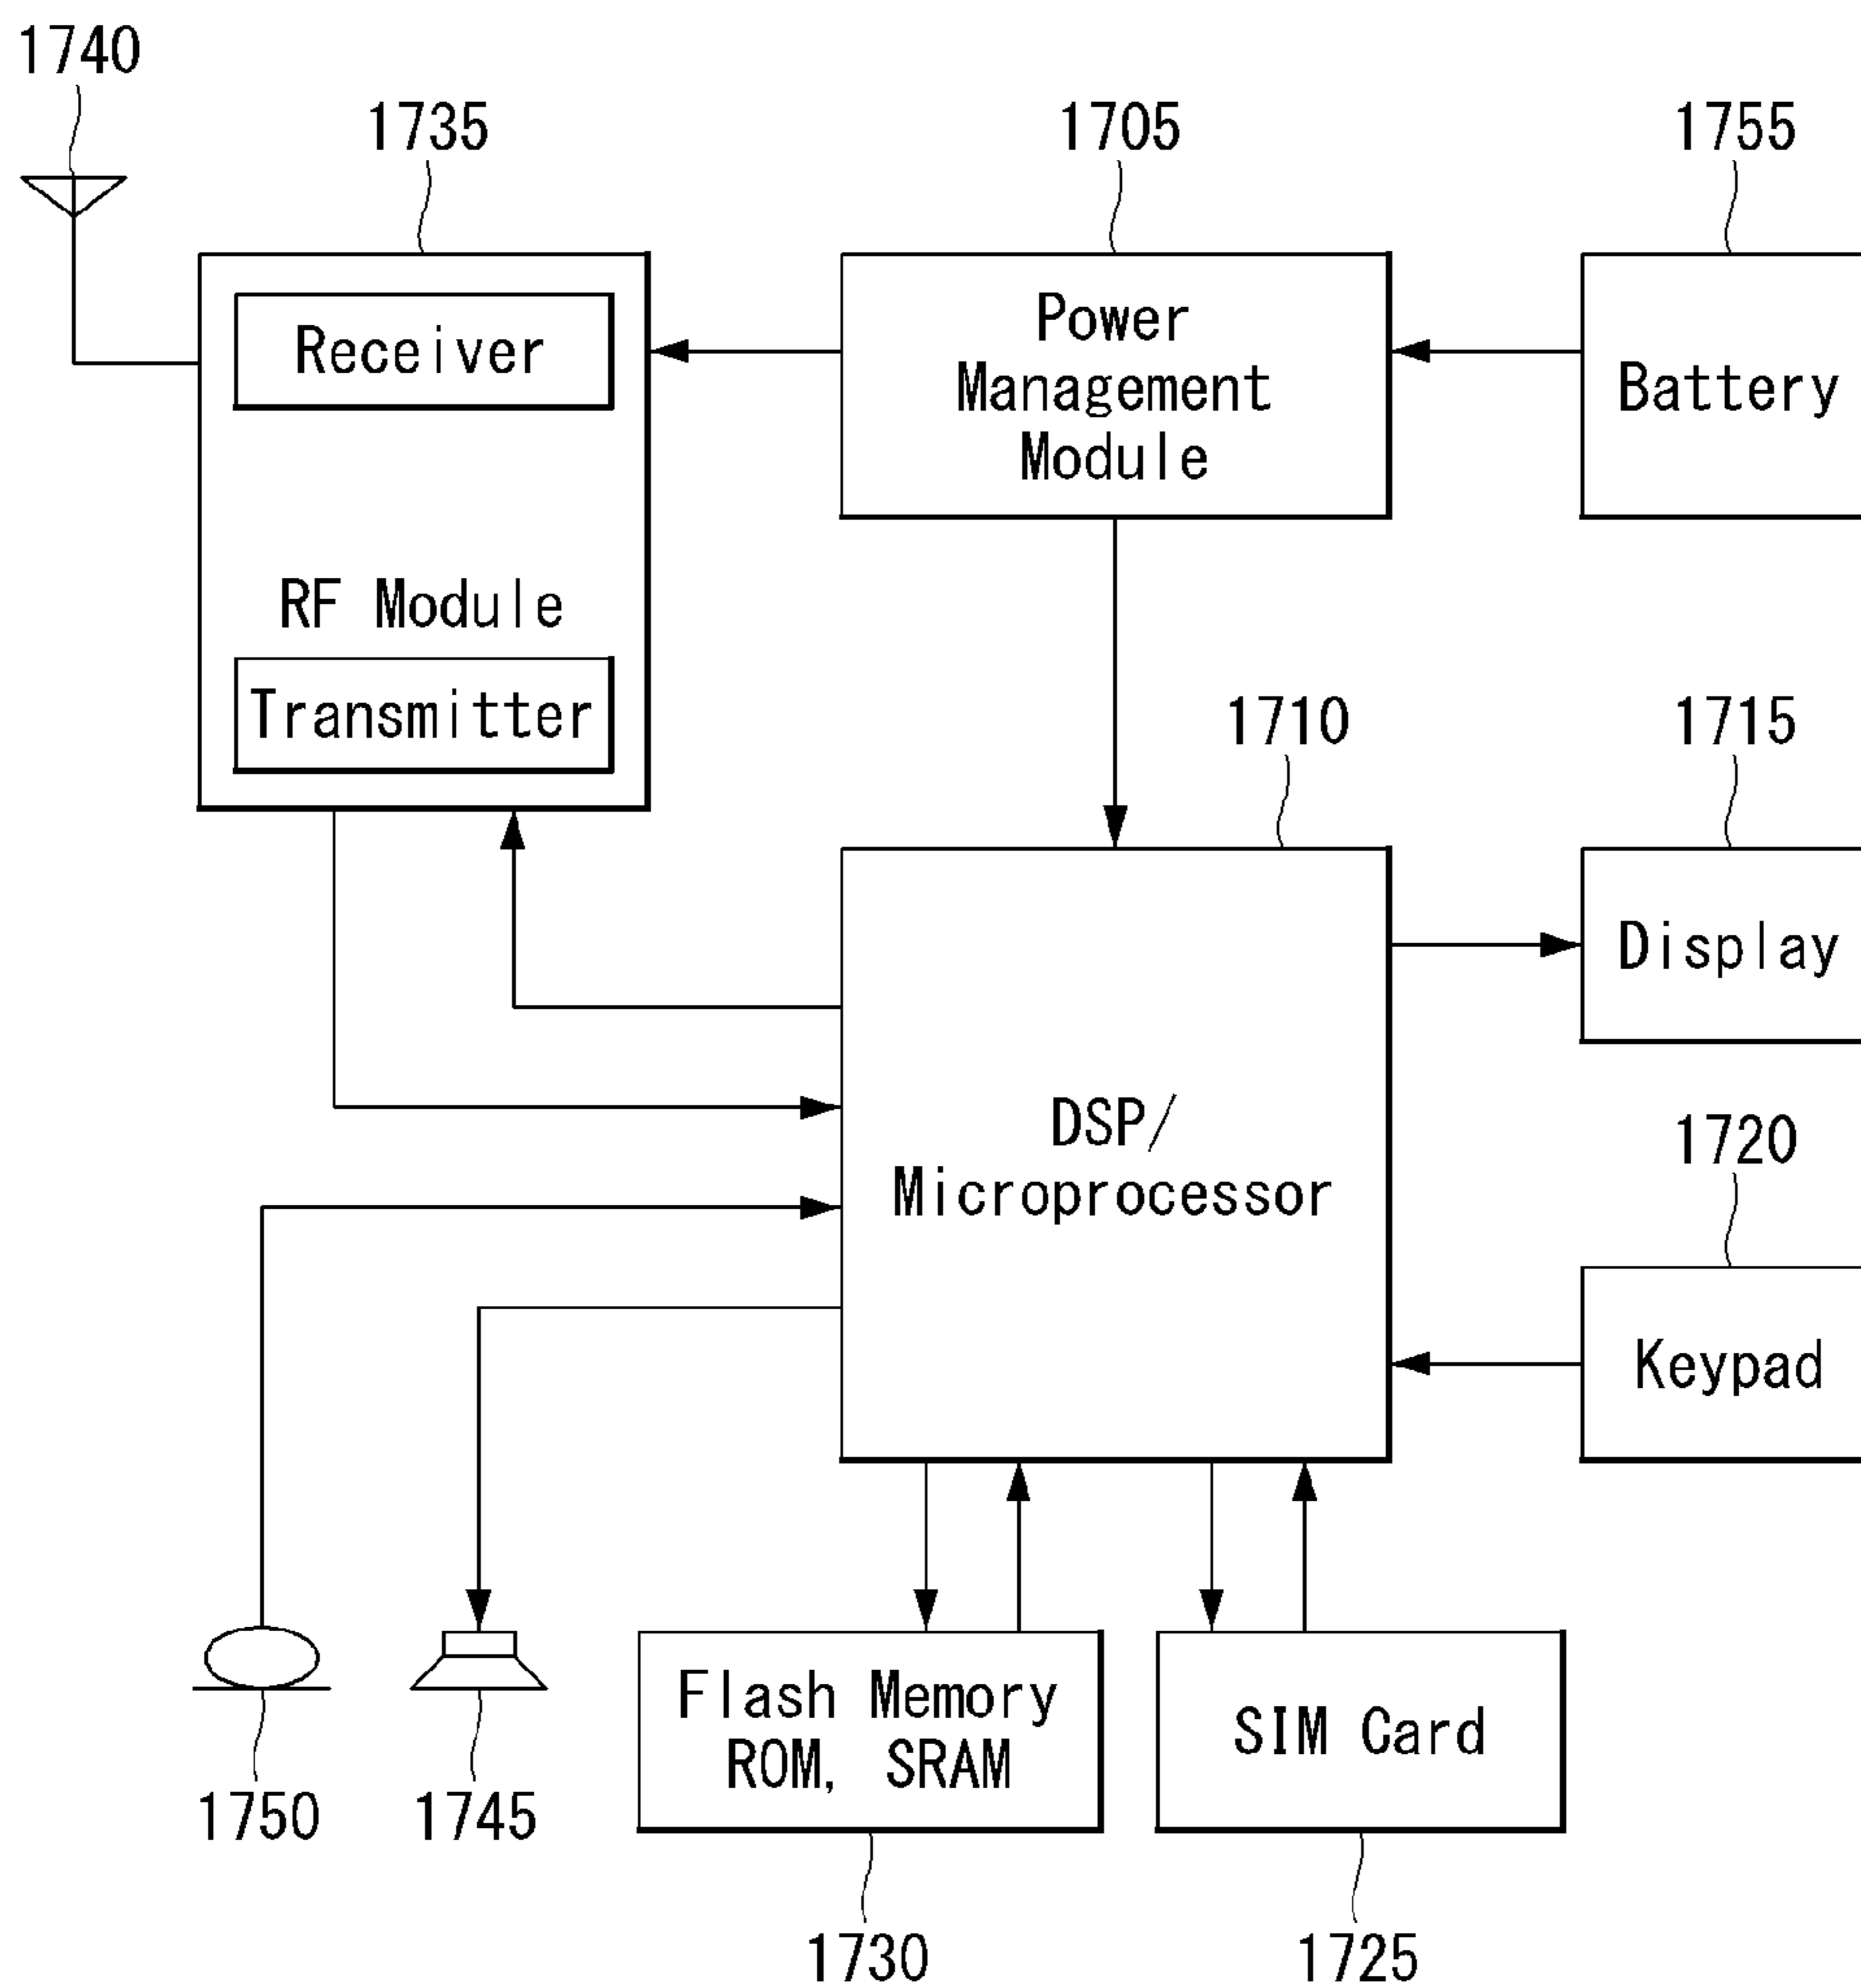 1740
1735
1705
1755
Receiver
RF Module
Transmitter
Power
Management
Module
Battery
1710
1715
DSP/
Microprocessor
Display
1720
Keypad
Flash Memory
ROM, SRAM
SIM Card
1750
1745
1730
1725